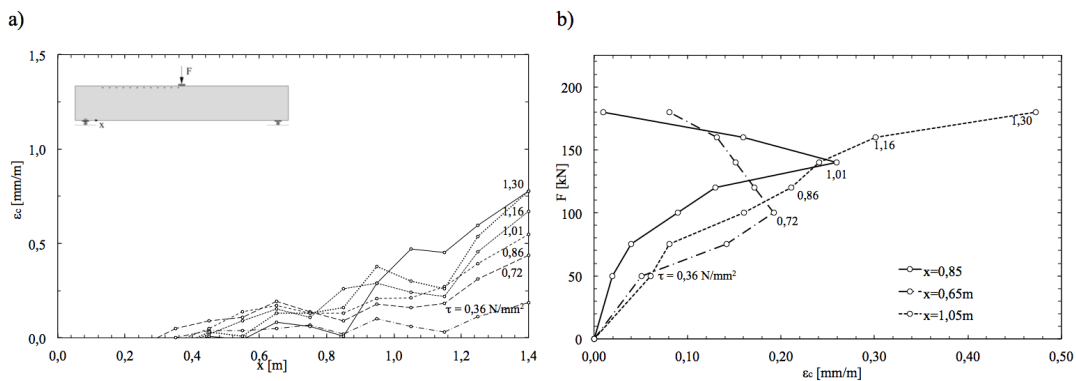 a)
b)
1,5
1,0
0,5
0,0
εc [mm/m]
F
x
1,30
1,16
1,01
0,86
0,72
τ = 0,36 N/mm²
0,0
0,2
0,4
0,6
0,8
1,0
1,2
1,4
x [m]
200
150
100
50
0
F [kN]
1,30
1,16
1,01
0,86
0,72
τ = 0,36 N/mm²
x=0,85
x=0,65m
x=1,05m
0,00
0,10
0,20
0,30
0,40
0,50
εc [mm/m]